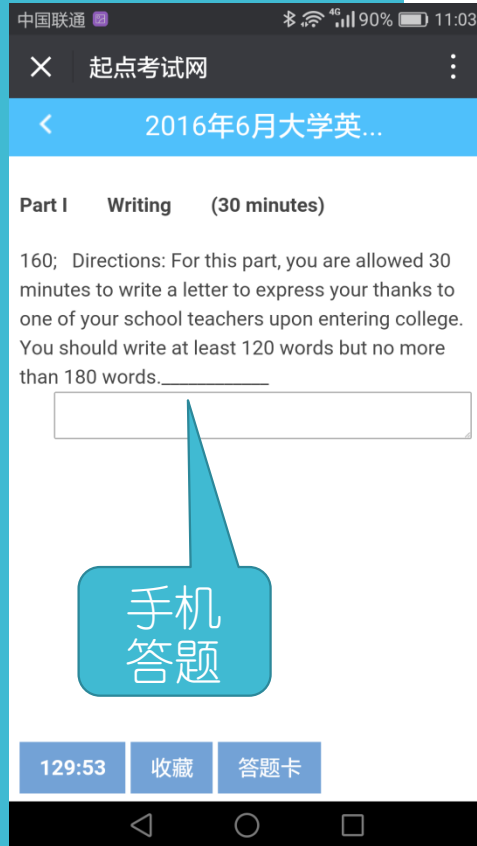 中国联通 4G 90% 11:03
起点考试网
2016年6月大学英...
Part I Writing (30 minutes)
160; Directions: For this part, you are allowed 30
minutes to write a letter to express your thanks to
one of your school teachers upon entering college.
You should write at least 120 words but no more
than 180 words.____________
手机
答题
129:53 收藏 答题卡